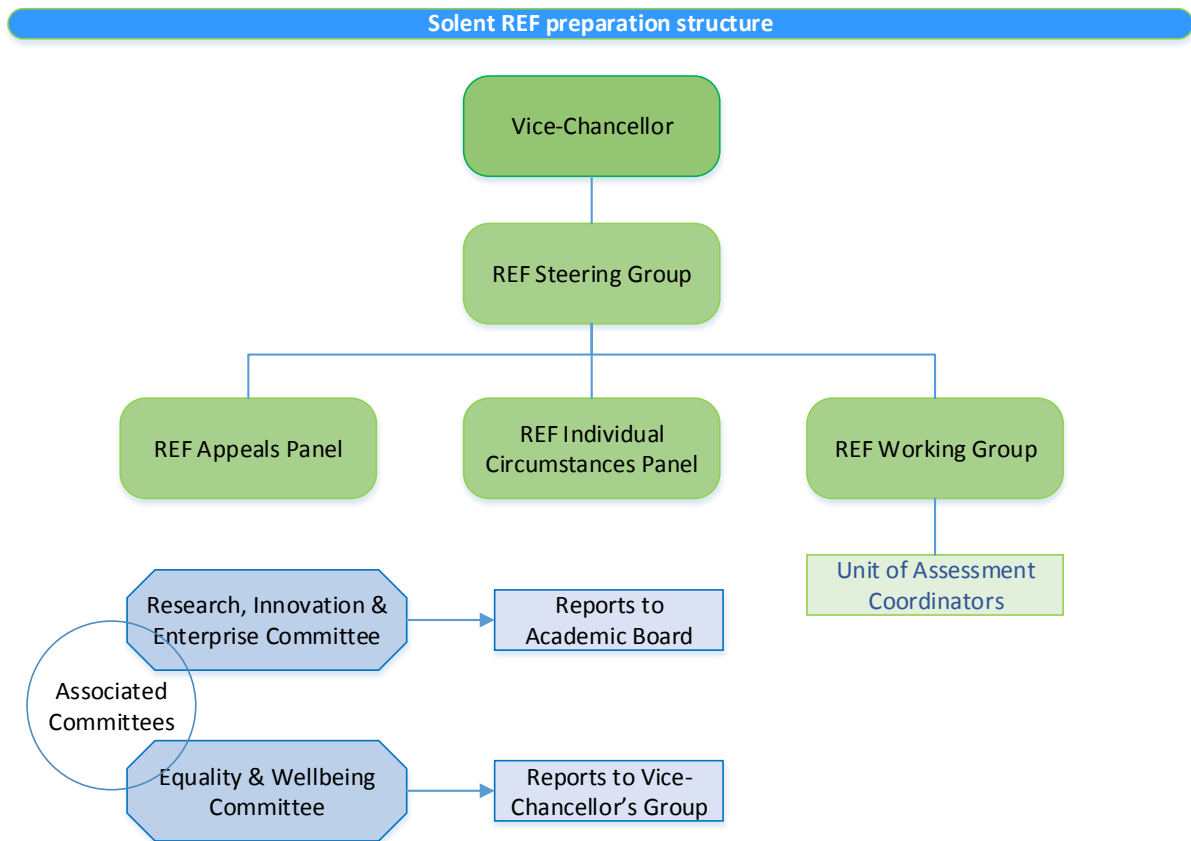 Solent REF preparation structure
Vice-Chancellor
REF Steering Group
REF Appeals Panel
REF Individual
Circumstances Panel
REF Working Group
Unit of Assessment
Coordinators
Research, Innovation &
Enterprise Committee
Reports to
Academic Board
Associated
Committees
Equality & Wellbeing
Committee
Reports to Vice-
Chancellor’s Group